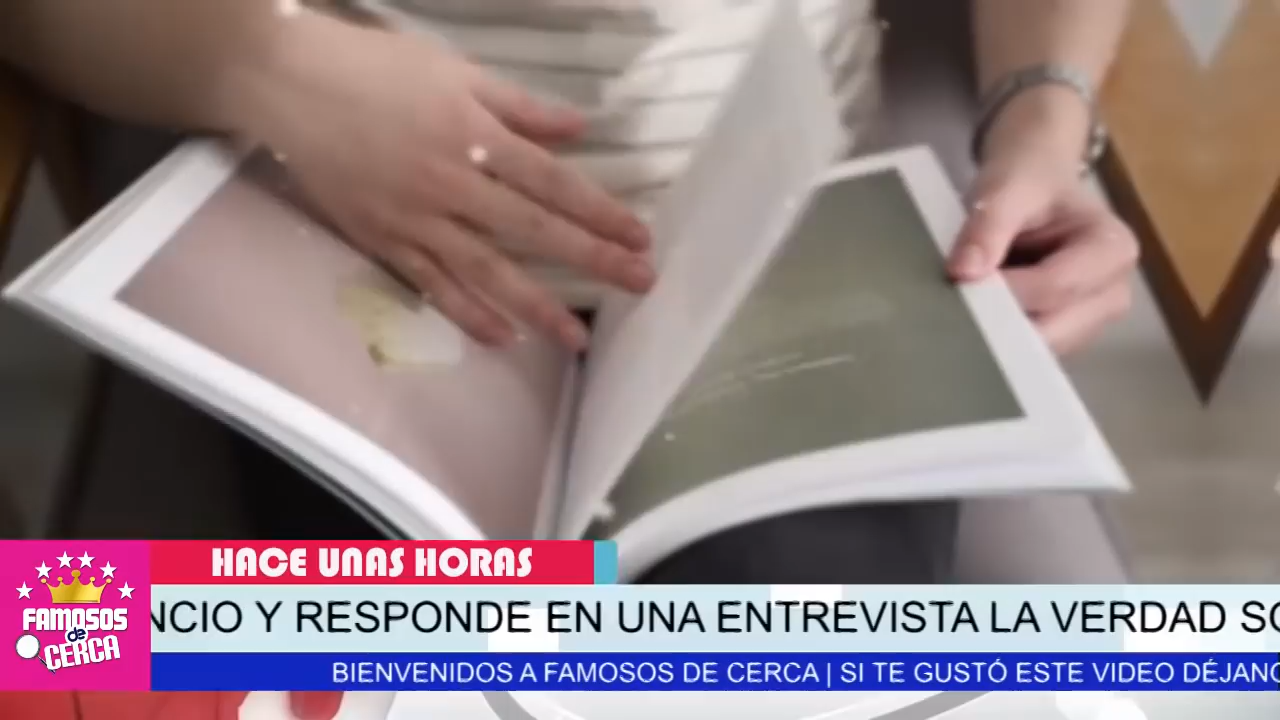 HACE UNAS HORAS
FAMOSOS
de
CERCA
NCIO Y RESPONDE EN UNA ENTREVISTA LA VERDAD SO
BIENVENIDOS A FAMOSOS DE CERCA | SI TE GUSTÓ ESTE VIDEO DÉJANO